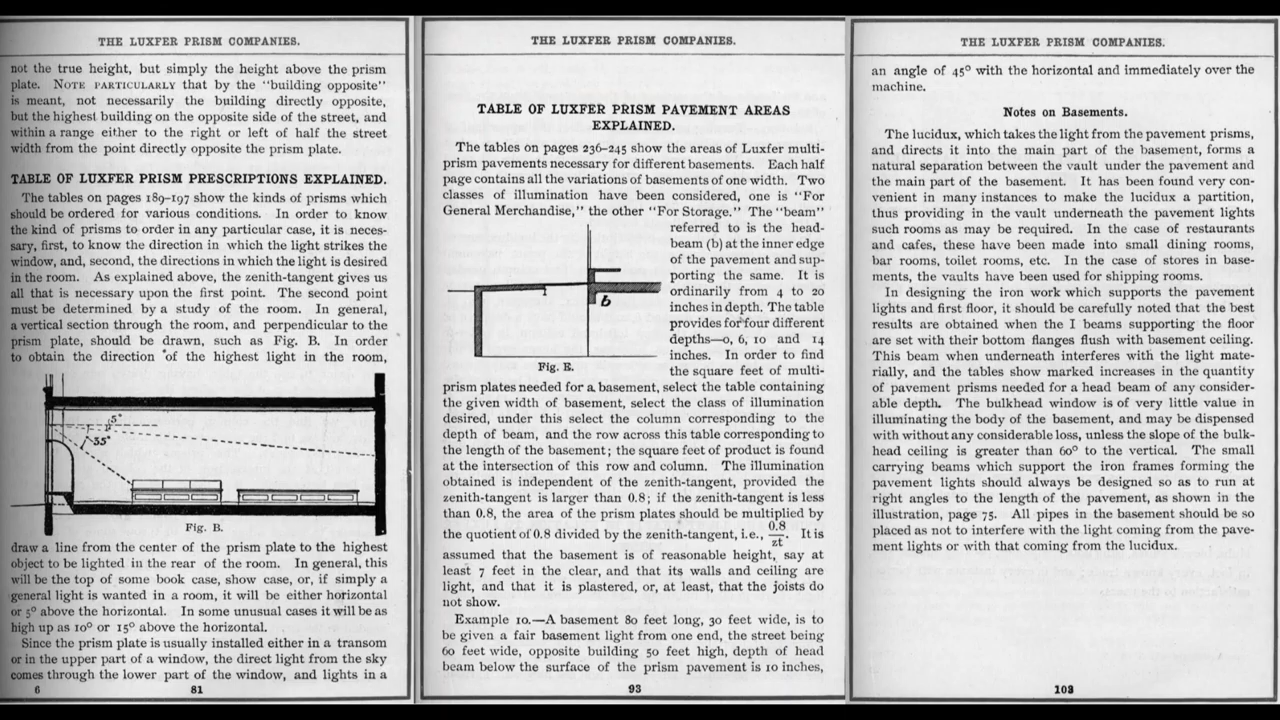 THE LUXFER PRISM COMPANIES.
not the true height, but simply the height above the prism
plate. NOTE PARTICULARLY that by the "building opposite"
is meant, not necessarily the building directly opposite,
but the highest building on the opposite side of the street, and
within a range either to the right or left of half the street
width from the point directly opposite the prism plate.
TABLE OF LUXFER PRISM PRESCRIPTIONS EXPLAINED.
The tables on pages 189–197 show the kinds of prisms which
should be ordered for various conditions. In order to know
the kind of prisms to order in any particular case, it is neces-
sary, first, to know the direction in which the light strikes the
window, and, second, the directions in which the light is desired
in the room. As explained above, the zenith-tangent gives us
all that is necessary upon the first point. The second point
must be determined by a study of the room. In general,
a vertical section through the room, and perpendicular to the
prism plate, should be drawn, such as Fig. B. In order
to obtain the direction of the highest light in the room,
5°
35°
Fig. B.
draw a line from the center of the prism plate to the highest
object to be lighted in the rear of the room. In general, this
will be the top of some book case, show case, or, if simply a
general light is wanted in a room, it will be either horizontal
or 5° above the horizontal. In some unusual cases it will be as
high up as 10° or 15° above the horizontal.
Since the prism plate is usually installed either in a transom
or in the upper part of a window, the direct light from the sky
comes through the lower part of the window, and lights in a
6 81
THE LUXFER PRISM COMPANIES.
TABLE OF LUXFER PRISM PAVEMENT AREAS
EXPLAINED.
The tables on pages 236–245 show the areas of Luxfer multi-
prism pavements necessary for different basements. Each half
page contains all the variations of basements of one width. Two
classes of illumination have been considered, one is "For
General Merchandise," the other "For Storage." The "beam"
referred to is the head-
beam (b) at the inner edge
of the pavement and sup-
porting the same. It is
ordinarily from 4 to 20
inches in depth. The table
provides for four different
depths—0, 6, 10 and 14
inches. In order to find
the square feet of multi-
b
Fig. E.
prism plates needed for a basement, select the table containing
the given width of basement, select the class of illumination
desired, under this select the column corresponding to the
depth of beam, and the row across this table corresponding to
the length of the basement; the square feet of product is found
at the intersection of this row and column. The illumination
obtained is independent of the zenith-tangent, provided the
zenith-tangent is larger than 0.8; if the zenith-tangent is less
than 0.8, the area of the prism plates should be multiplied by
the quotient of 0.8 divided by the zenith-tangent, i.e., 0.8/zt. It is
assumed that the basement is of reasonable height, say at
least 7 feet in the clear, and that its walls and ceiling are
light, and that it is plastered, or, at least, that the joists do
not show.
Example 10.—A basement 80 feet long, 30 feet wide, is to
be given a fair basement light from one end, the street being
60 feet wide, opposite building 50 feet high, depth of head
beam below the surface of the prism pavement is 10 inches,
93
THE LUXFER PRISM COMPANIES.
an angle of 45° with the horizontal and immediately over the
machine.
Notes on Basements.
The lucidux, which takes the light from the pavement prisms,
and directs it into the main part of the basement, forms a
natural separation between the vault under the pavement and
the main part of the basement. It has been found very con-
venient in many instances to make the lucidux a partition,
thus providing in the vault underneath the pavement lights
such rooms as may be required. In the case of restaurants
and cafes, these have been made into small dining rooms,
bar rooms, toilet rooms, etc. In the case of stores in base-
ments, the vaults have been used for shipping rooms.
In designing the iron work which supports the pavement
lights and first floor, it should be carefully noted that the best
results are obtained when the I beams supporting the floor
are set with their bottom flanges flush with basement ceiling.
This beam when underneath interferes with the light mate-
rially, and the tables show marked increases in the quantity
of pavement prisms needed for a head beam of any consider-
able depth. The bulkhead window is of very little value in
illuminating the body of the basement, and may be dispensed
with without any considerable loss, unless the slope of the bulk-
head ceiling is greater than 60° to the vertical. The small
carrying beams which support the iron frames forming the
pavement lights should always be designed so as to run at
right angles to the length of the pavement, as shown in the
illustration, page 75. All pipes in the basement should be so
placed as not to interfere with the light coming from the pave-
ment lights or with that coming from the lucidux.
103